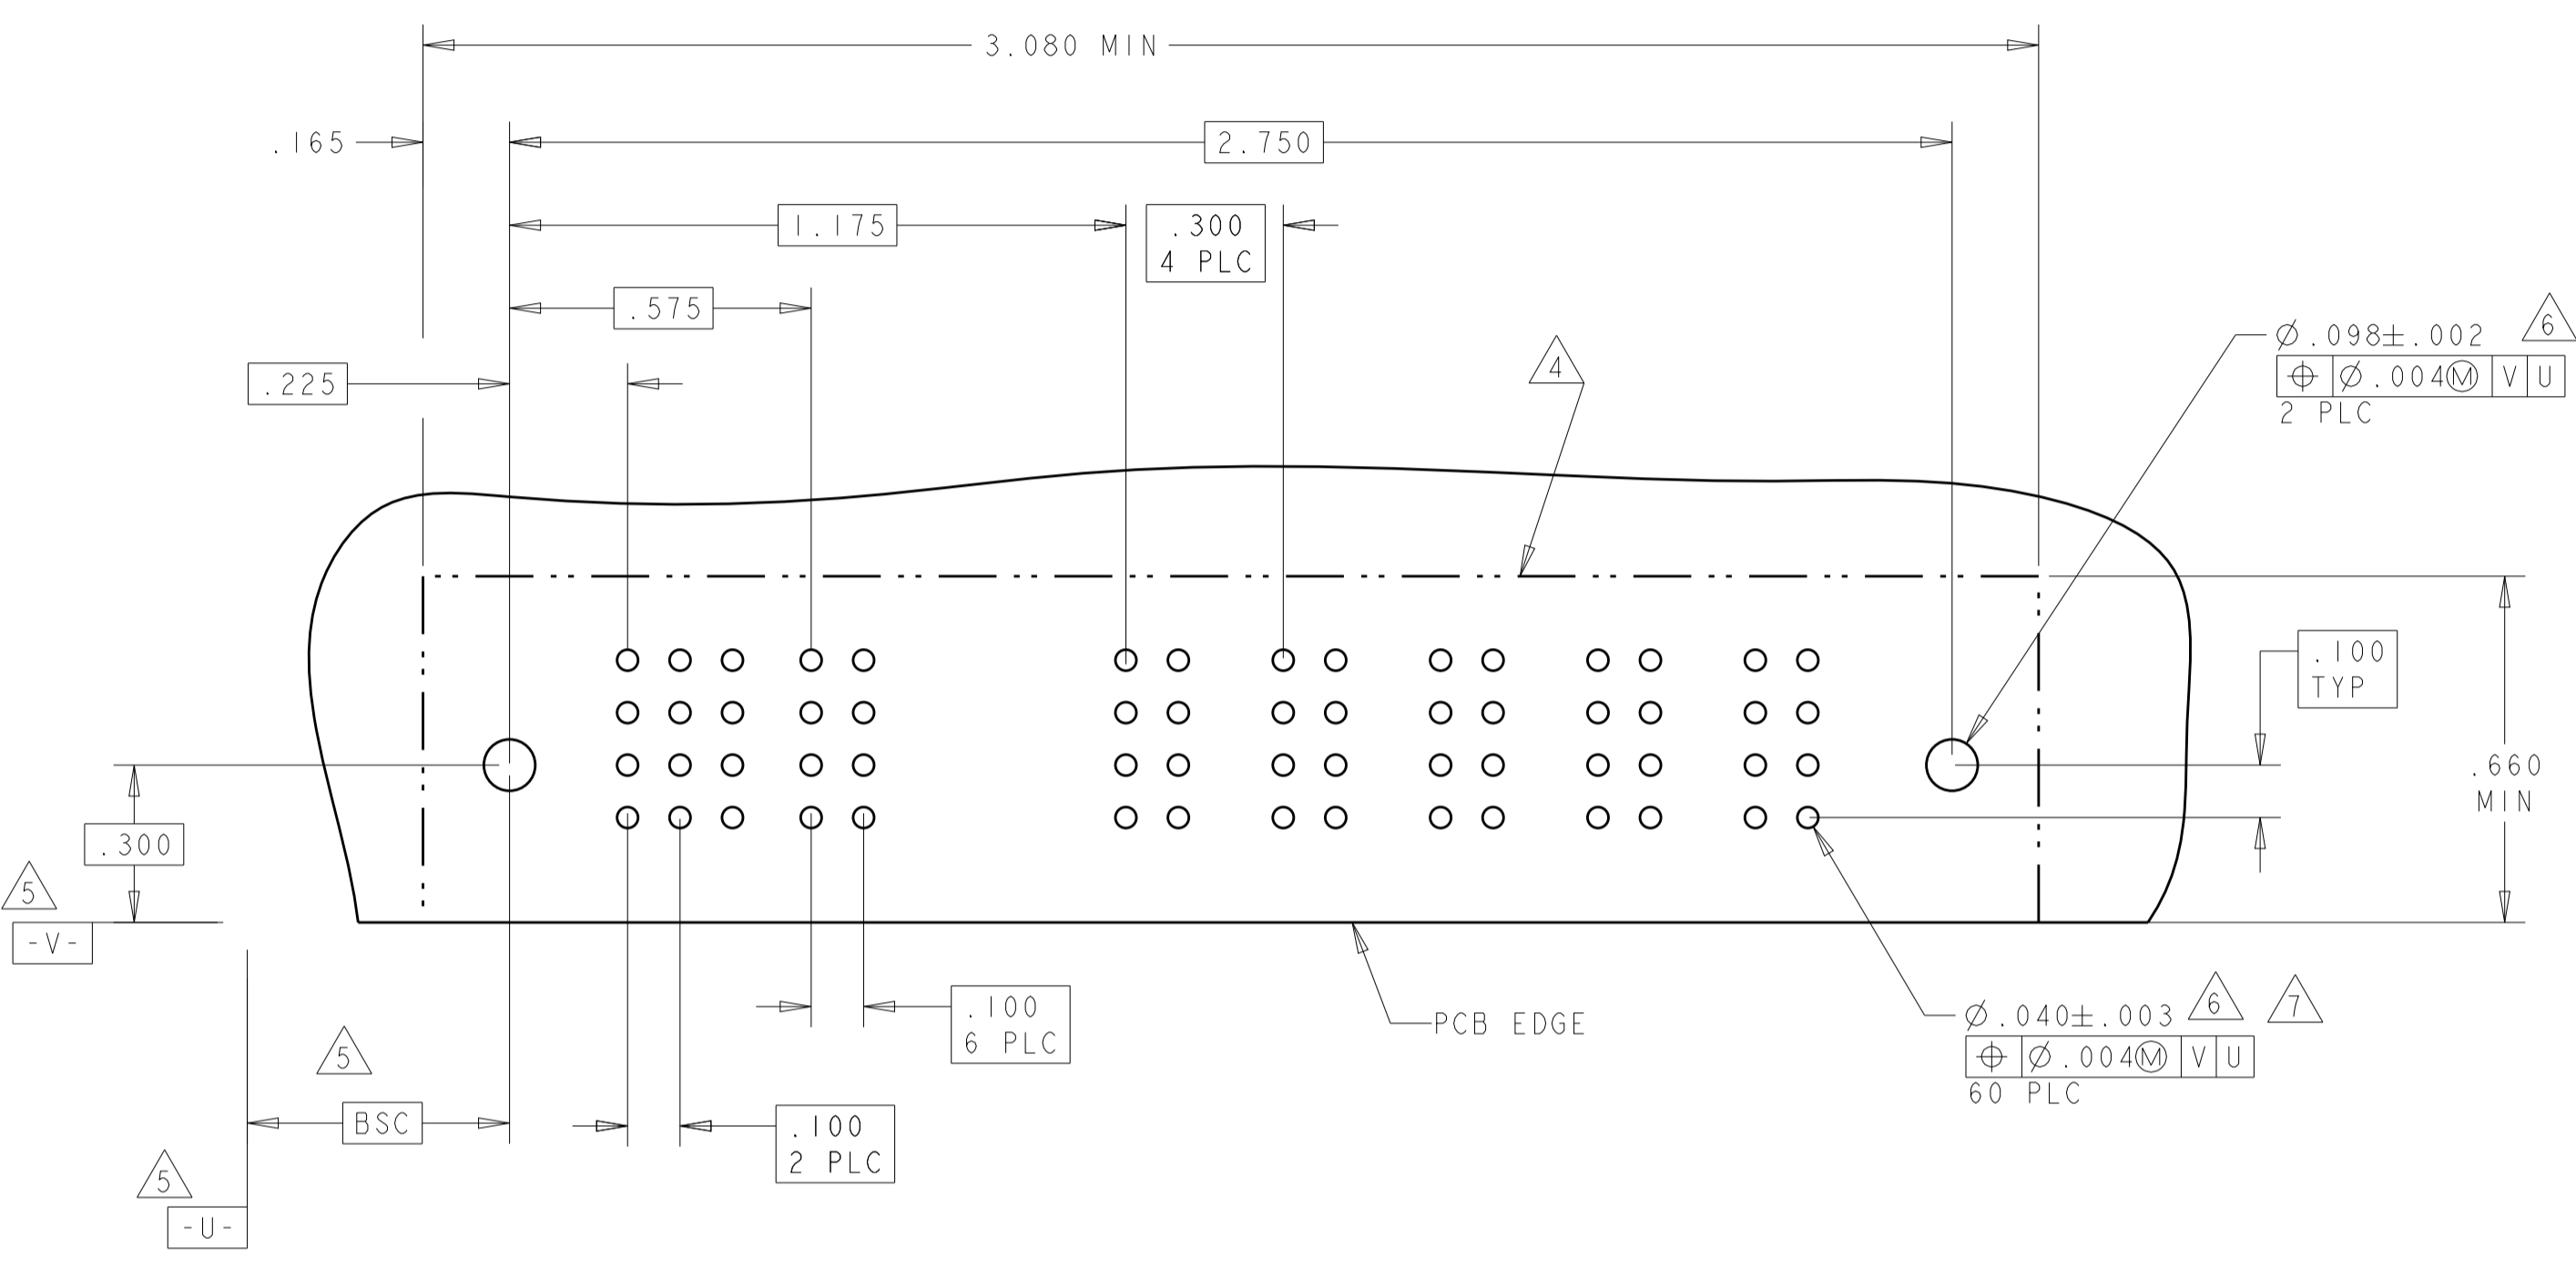 3.080 MIN
.165
2.750
1.175
.300
4 PLC
.575
.225
4
Ø.098±.002 6
⌖ Ø.004Ⓜ V U
2 PLC
.100
TYP
.660
MIN
.300
5
-V-
.100
6 PLC
PCB EDGE
Ø.040±.003 6 7
⌖ Ø.004Ⓜ V U
60 PLC
5
BSC
.100
2 PLC
5
-U-